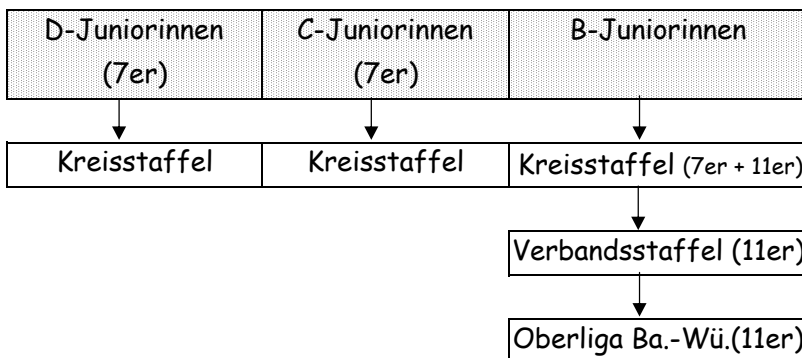 D-Juniorinnen
(7er)
C-Juniorinnen
(7er)
B-Juniorinnen
Kreisstaffel
Kreisstaffel
Kreisstaffel (7er + 11er)
Verbandsstaffel (11er)
Oberliga Ba.-Wü.(11er)